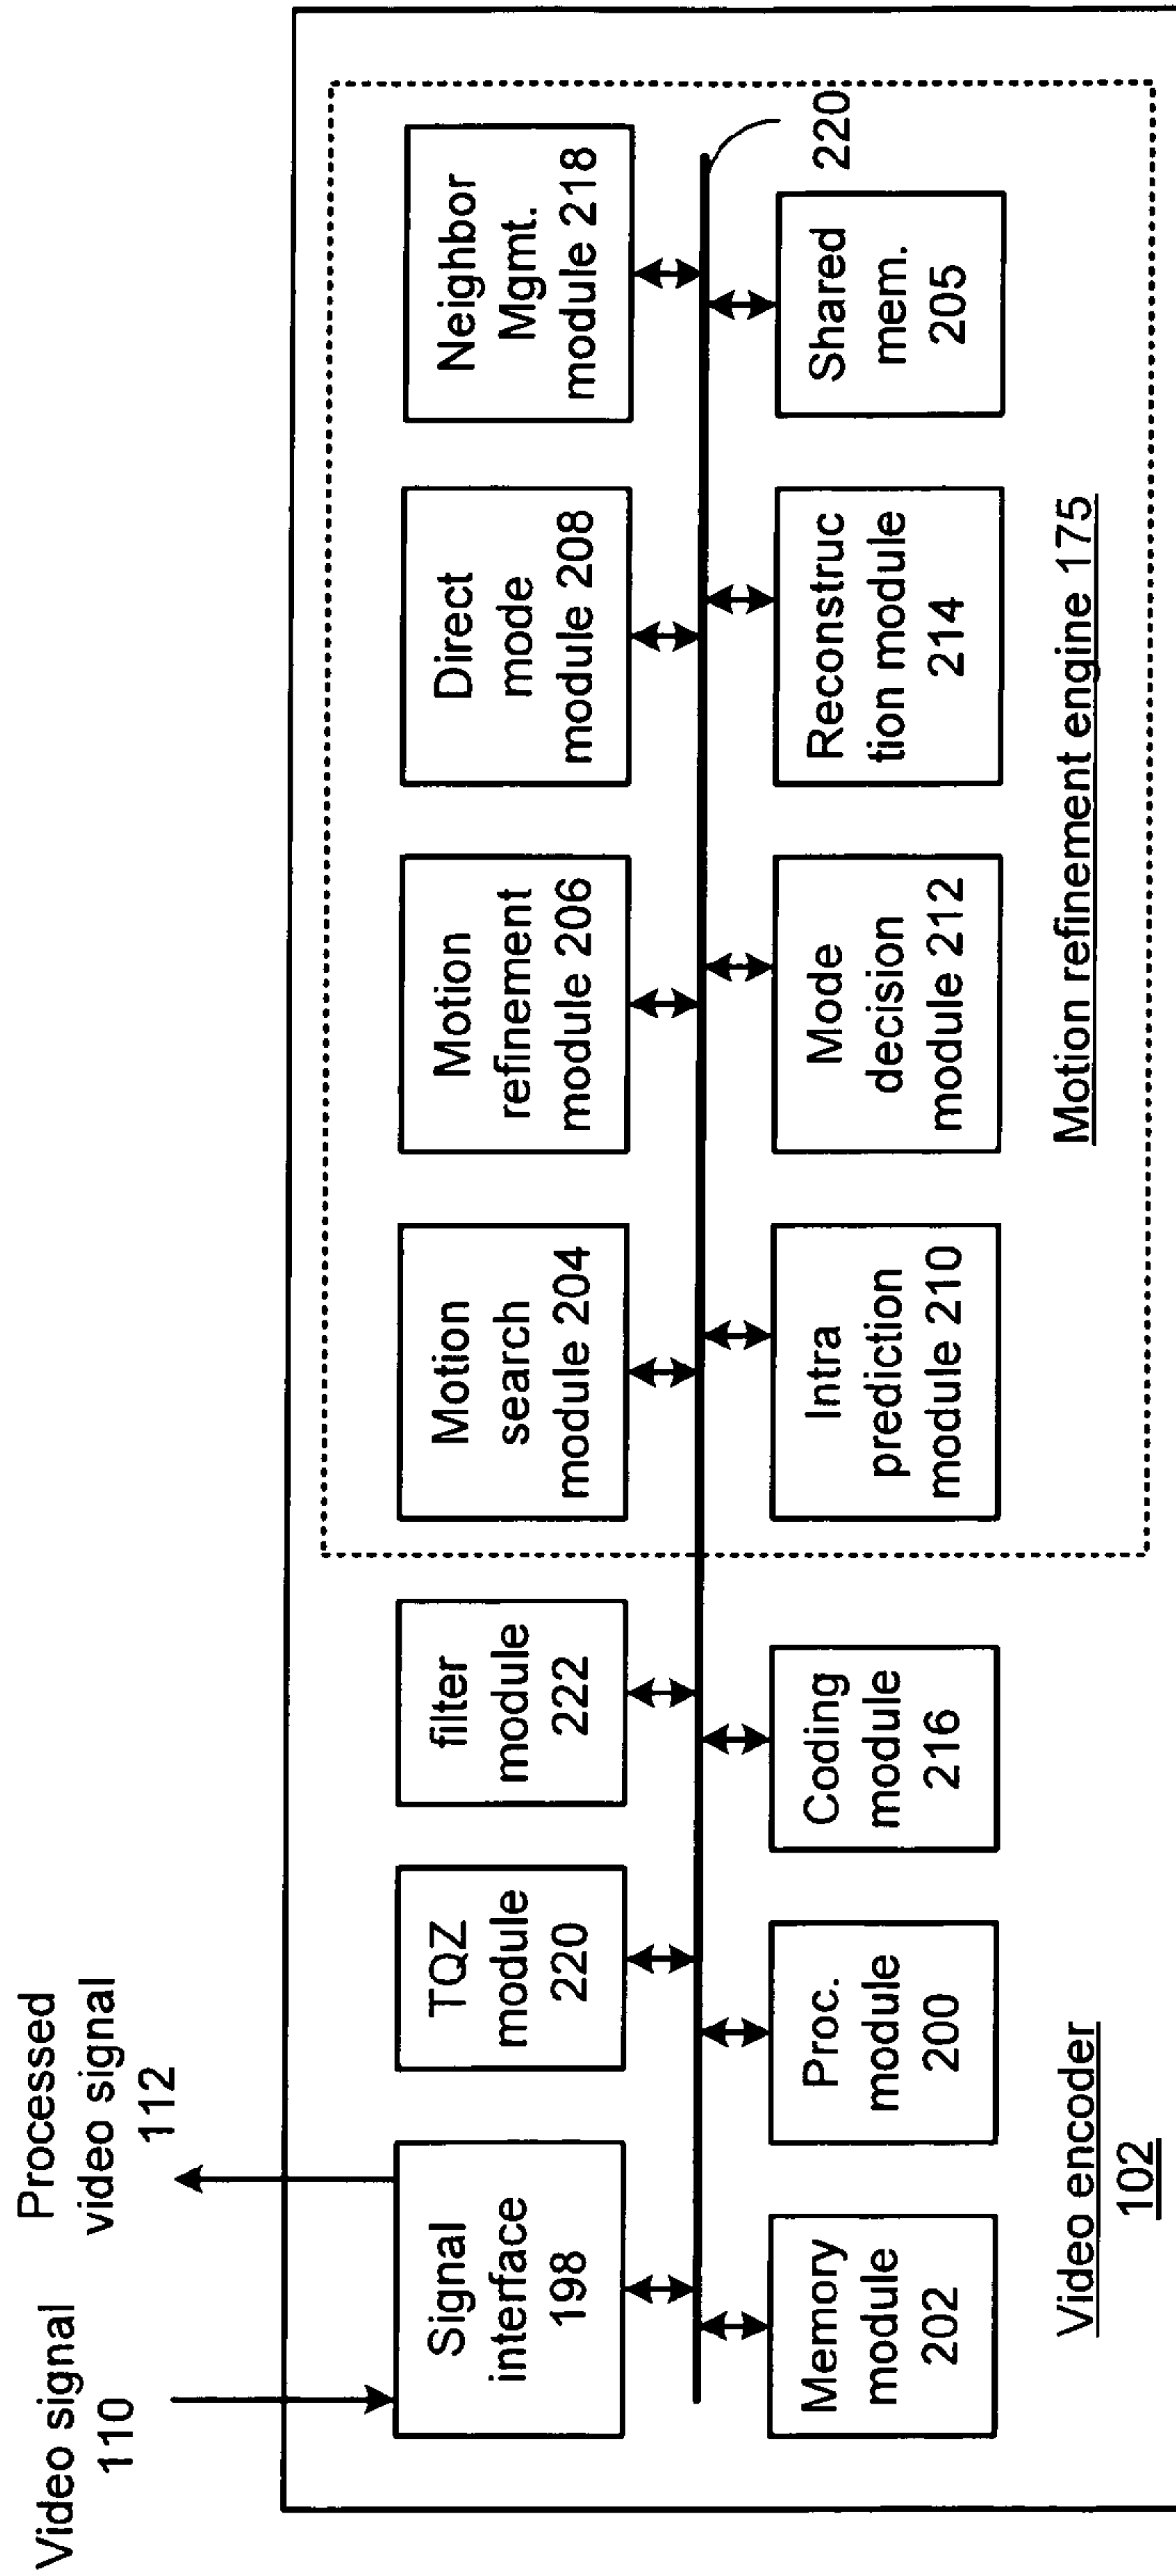 Video signal
110
Processed
video signal
112
Signal
interface
198
TQZ
module
220
filter
module
222
Motion
search
module 204
Motion
refinement
module 206
Direct
mode
module 208
Neighbor
Mgmt.
module 218
220
Memory
module
202
Proc.
module
200
Coding
module
216
Intra
prediction
module 210
Mode
decision
module 212
Reconstruc
tion module
214
Shared
mem.
205
Motion refinement engine 175
Video encoder
102